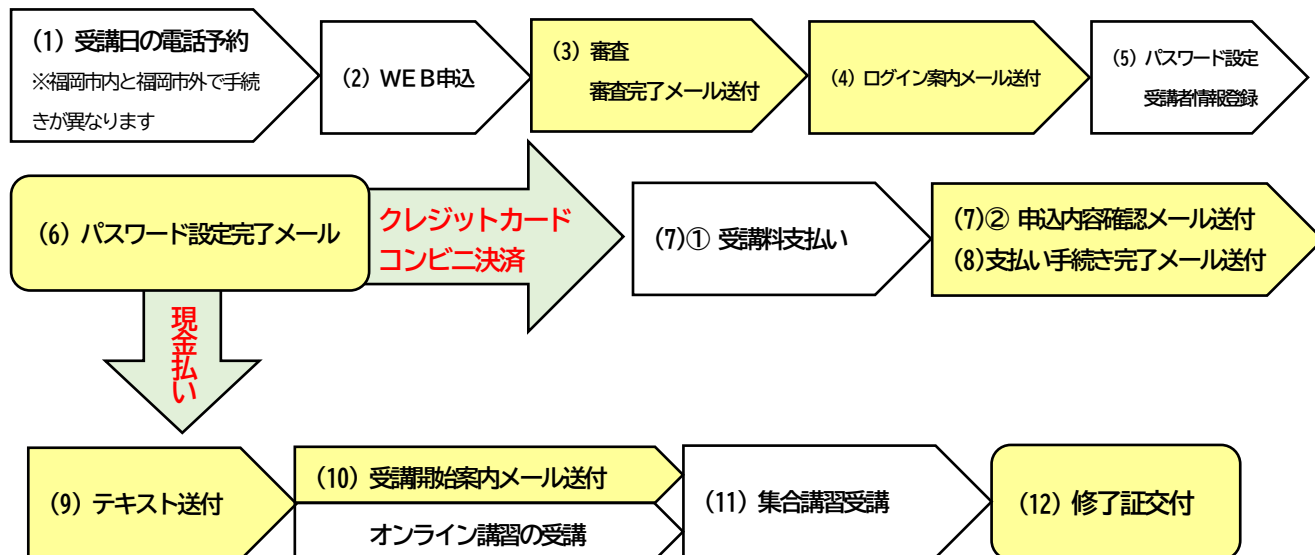 (1) 受講日の電話予約
※福岡市内と福岡市外で手続
きが異なります
(2) ＷＥＢ申込
(3) 審査
審査完了メール送付
(4) ログイン案内メール送付
(5) パスワード設定
受講者情報登録
(6) パスワード設定完了メール
クレジットカード
コンビニ決済
(7)① 受講料支払い
(7)② 申込内容確認メール送付
(8)支払い手続き完了メール送付
現金払い
(9) テキスト送付
(10) 受講開始案内メール送付
オンライン講習の受講
(11) 集合講習受講
(12) 修了証交付